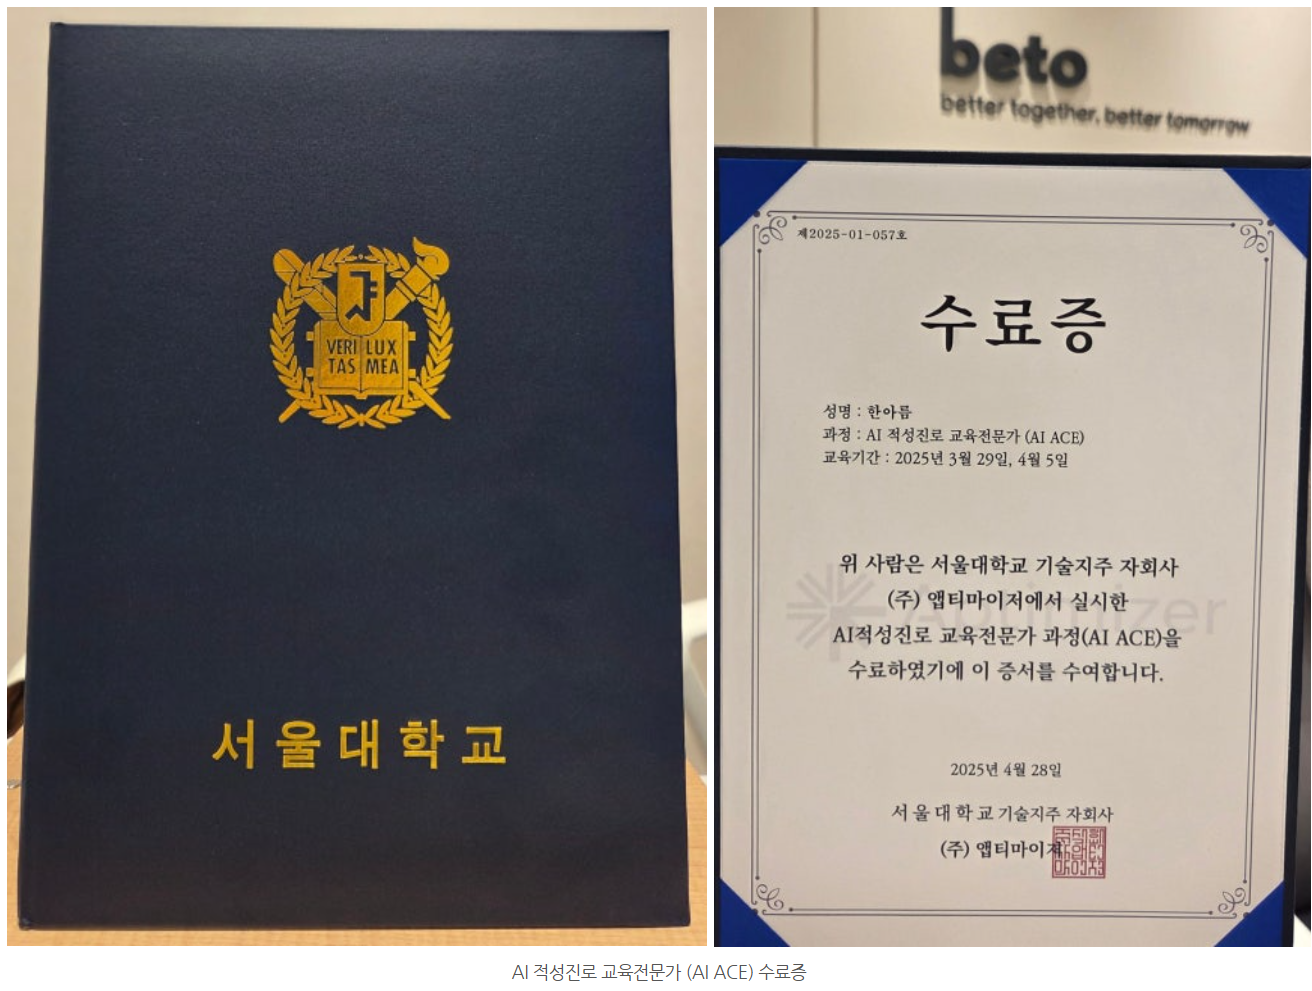 VERI LUX
TAS MEA
서울대학교
beto
better together, better tomorrow
제2025-01-057호
수료증
성명 : 한아름
과정 : AI 적성진로 교육전문가 (AI ACE)
교육기간 : 2025년 3월 29일, 4월 5일
Aptimizer
위 사람은 서울대학교 기술지주 자회사
(주) 앱티마이저에서 실시한
AI적성진로 교육전문가 과정(AI ACE)을
수료하였기에 이 증서를 수여합니다.
2025년 4월 28일
서울대학교기술지주 자회사
(주) 앱티마이저
AI 적성진로 교육전문가 (AI ACE) 수료증